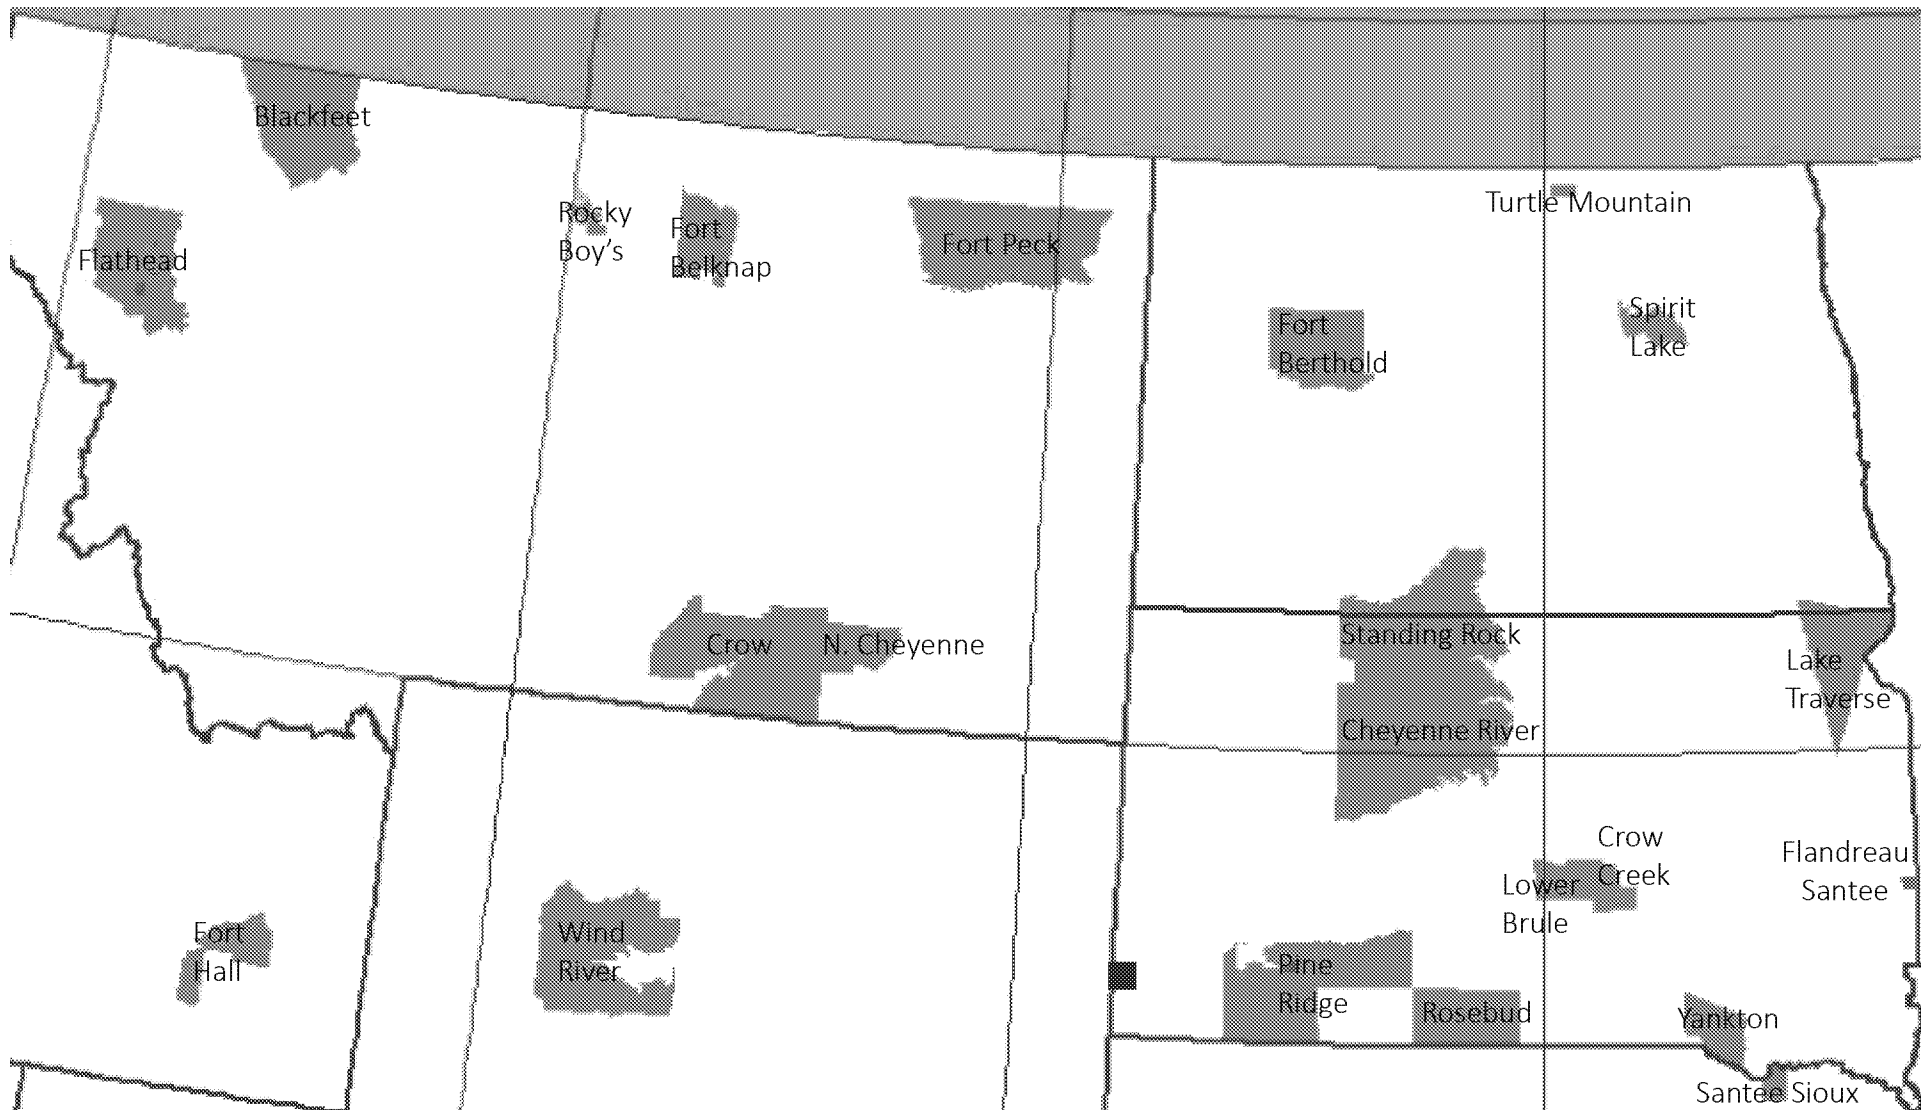 Blackfeet
Turtle Mountain
Rocky
Boy's
Fort
Belknap
Fort Peck
Flathead
Fort
Berthold
Spirit
Lake
Crow
N. Cheyenne
Standing Rock
Lake
Traverse
Cheyenne River
Crow
Creek
Lower
Brule
Flandreau
Santee
Fort
Hall
Wind
River
Pine
Ridge
Rosebud
Yankton
Santee Sioux